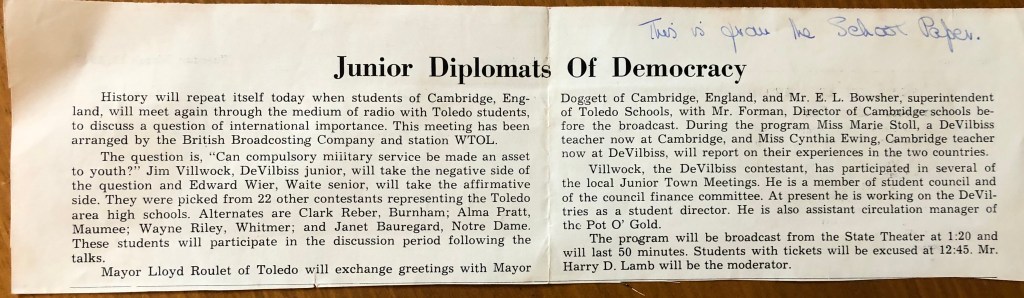 This is from the School Paper.
Junior Diplomats Of Democracy
History will repeat itself today when students of Cambridge, Eng-
land, will meet again through the medium of radio with Toledo students,
to discuss a question of international importance. This meeting has been
arranged by the British Broadcosting Company and station WTOL.
The question is, "Can compulsory military service be made an asset
to youth?" Jim Villwock, DeVilbiss junior, will take the negative side of
the question and Edward Wier, Waite senior, will take the affirmative
side. They were picked from 22 other contestants representing the Toledo
area high schools. Alternates are Clark Reber, Burnham; Alma Pratt,
Maumee; Wayne Riley, Whitmer; and Janet Bauregard, Notre Dame.
These students will participate in the discussion period following the
talks.
Mayor Lloyd Roulet of Toledo will exchange greetings with Mayor
Doggett of Cambridge, England, and Mr. E. L. Bowsher, superintendent
of Toledo Schools, with Mr. Forman, Director of Cambridge schools be-
fore the broadcast. During the program Miss Marie Stoll, a DeVilbiss
teacher now at Cambridge, and Miss Cynthia Ewing, Cambridge teacher
now at DeVilbiss, will report on their experiences in the two countries.
Villwock, the DeVilbiss contestant, has participated in several of
the local Junior Town Meetings. He is a member of student council and
of the council finance committee. At present he is working on the DeVil-
tries as a student director. He is also assistant circulation manager of
the Pot O' Gold.
The program will be broadcast from the State Theater at 1:20 and
will last 50 minutes. Students with tickets will be excused at 12:45. Mr.
Harry D. Lamb will be the moderator.